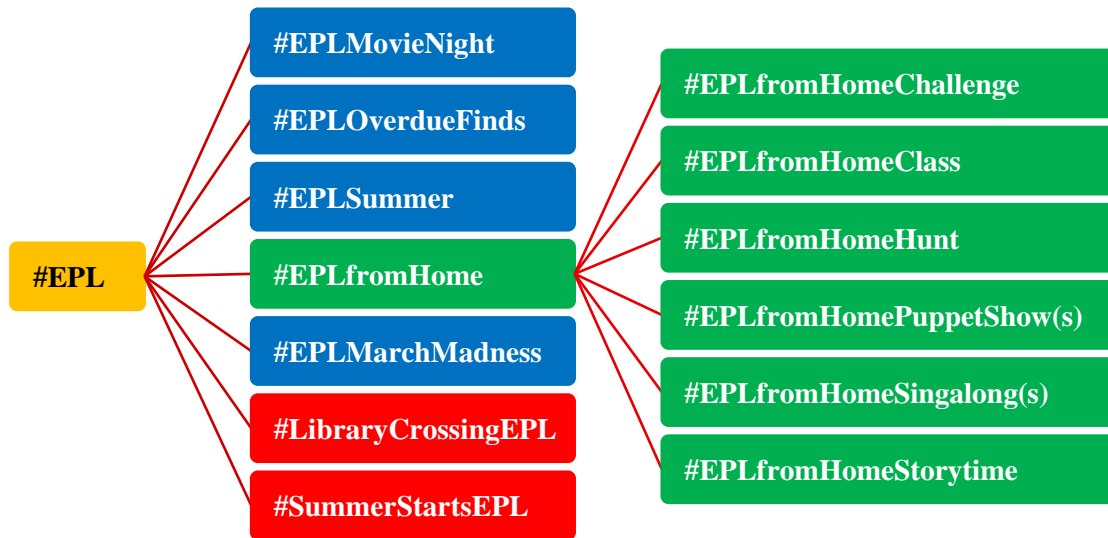 #EPL
#EPLMovieNight
#EPLOverdueFinds
#EPLSummer
#EPLfromHome
#EPLMarchMadness
#LibraryCrossingEPL
#SummerStartsEPL
#EPLfromHomeChallenge
#EPLfromHomeClass
#EPLfromHomeHunt
#EPLfromHomePuppetShow(s)
#EPLfromHomeSingalong(s)
#EPLfromHomeStorytime